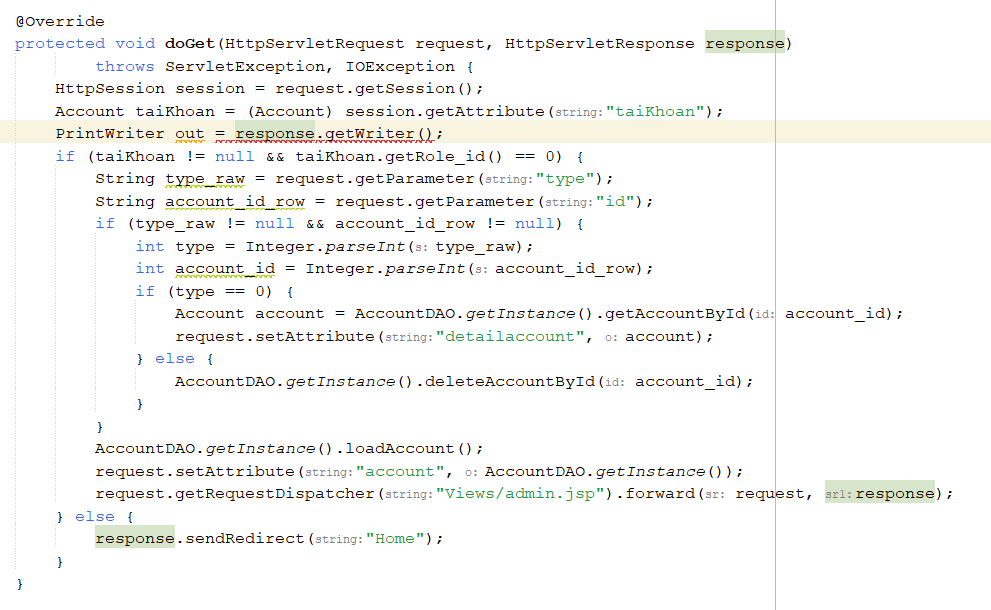 @Override
protected void doGet(HttpServletRequest request, HttpServletResponse response)
        throws ServletException, IOException {
    HttpSession session = request.getSession();
    Account taiKhoan = (Account) session.getAttribute(string:"taiKhoan");
    PrintWriter out = response.getWriter();
    if (taiKhoan != null && taiKhoan.getRole_id() == 0) {
        String type_raw = request.getParameter(string:"type");
        String account_id_row = request.getParameter(string:"id");
        if (type_raw != null && account_id_row != null) {
            int type = Integer.parseInt(s: type_raw);
            int account_id = Integer.parseInt(s: account_id_row);
            if (type == 0) {
                Account account = AccountDAO.getInstance().getAccountById(id: account_id);
                request.setAttribute(string:"detailaccount", o: account);
            } else {
                AccountDAO.getInstance().deleteAccountById(id: account_id);
            }
        }
        AccountDAO.getInstance().loadAccount();
        request.setAttribute(string:"account", o: AccountDAO.getInstance());
        request.getRequestDispatcher(string:"Views/admin.jsp").forward(sr: request, sr1: response);
    } else {
        response.sendRedirect(string:"Home");
    }
}